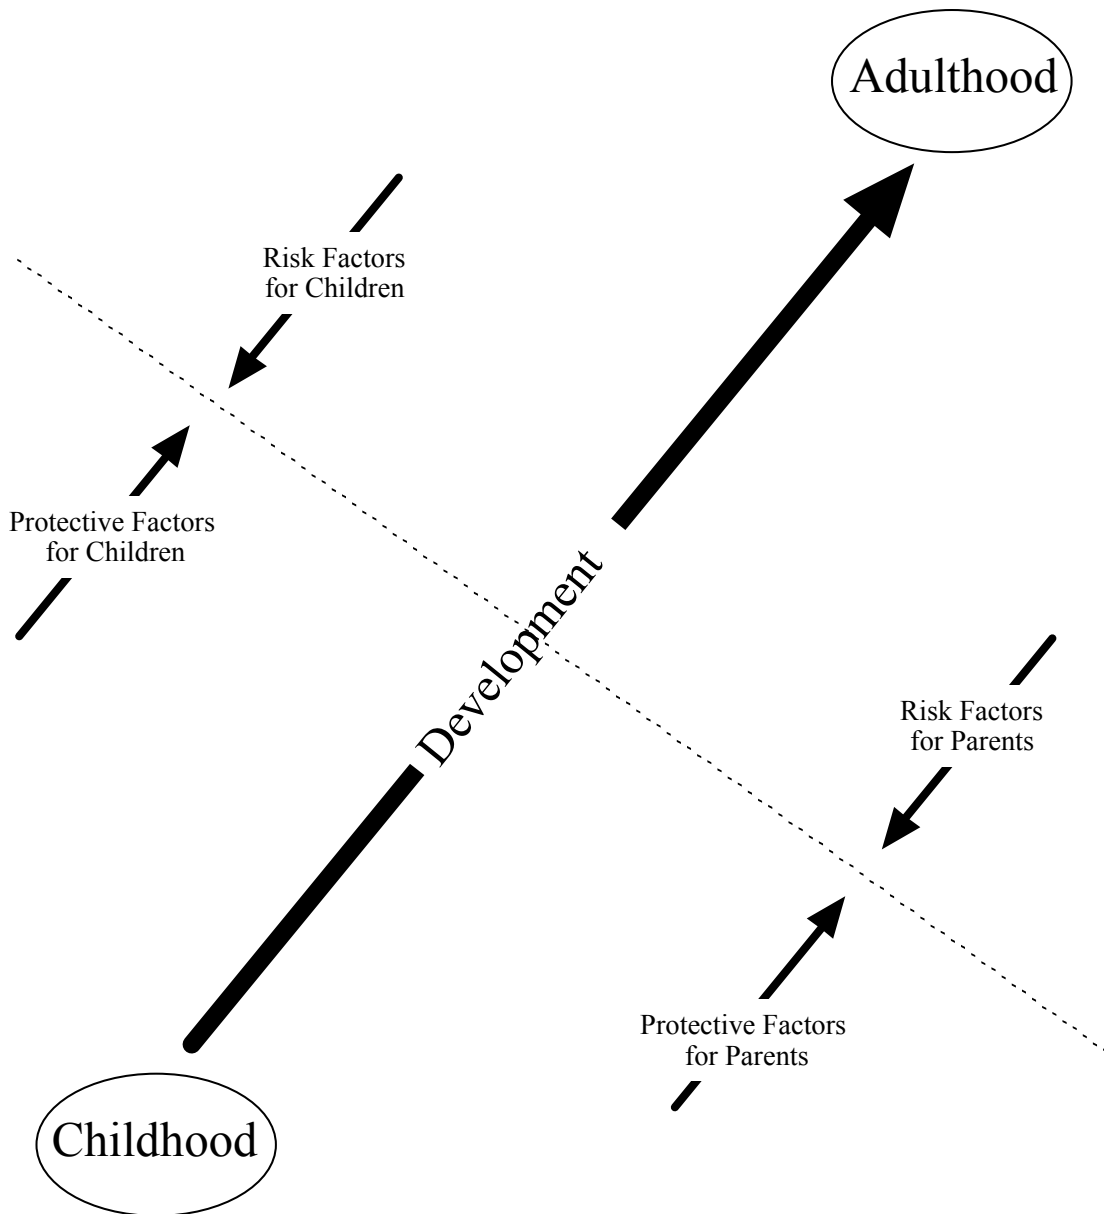 Adulthood
Risk Factors
for Children
Protective Factors
for Children
Development
Risk Factors
for Parents
Protective Factors
for Parents
Childhood